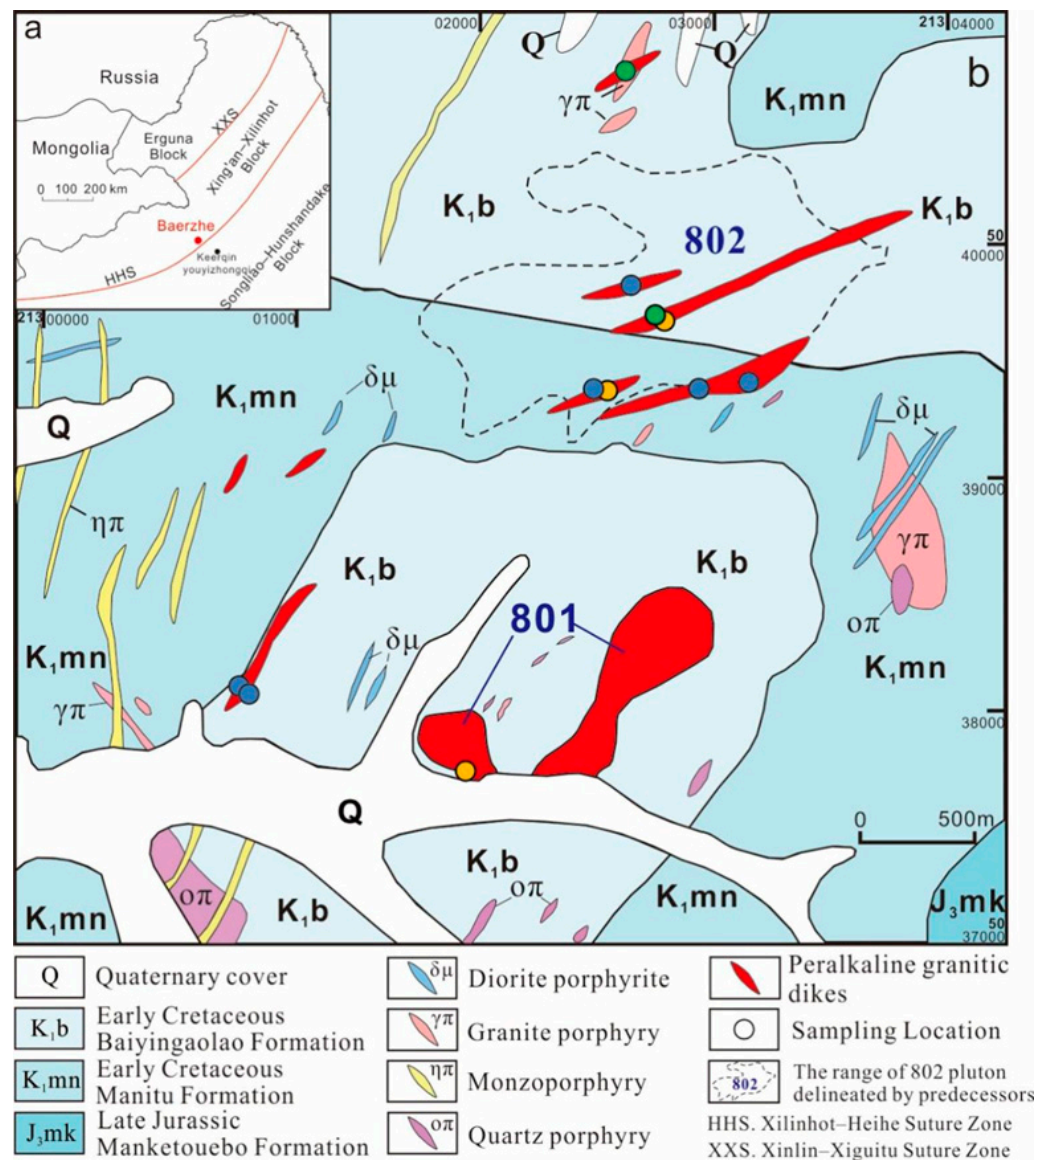 a
Russia
Mongolia
Erguna
Block
XXS
Xing'an–Xilinhot
Block
0 100 200 km
Baerzhe
Keerqin
youyizhongqi
HHS
Songliao–Hunshandake
Block
b
02000
03000
213 04000
Q
Q
γπ
K₁mn
K₁b
802
K₁b
50
40000
213 00000
01000
K₁mn
δμ
Q
δμ
39000
ηπ
γπ
K₁b
K₁b
801
οπ
δμ
K₁mn
K₁mn
γπ
38000
Q
0 500m
K₁b
οπ
οπ
K₁mn
K₁b
K₁mn
J₃mk
50
37000
Q Quaternary cover
K₁b Early Cretaceous
Baiyingaolao Formation
K₁mn Early Cretaceous
Manitu Formation
J₃mk Late Jurassic
Manketouebo Formation
δμ Diorite porphyrite
γπ Granite porphyry
ηπ Monzoporphyry
οπ Quartz porphyry
Peralkaline granitic
dikes
Sampling Location
802 The range of 802 pluton
delineated by predecessors
HHS. Xilinhot–Heihe Suture Zone
XXS. Xinlin–Xiguitu Suture Zone